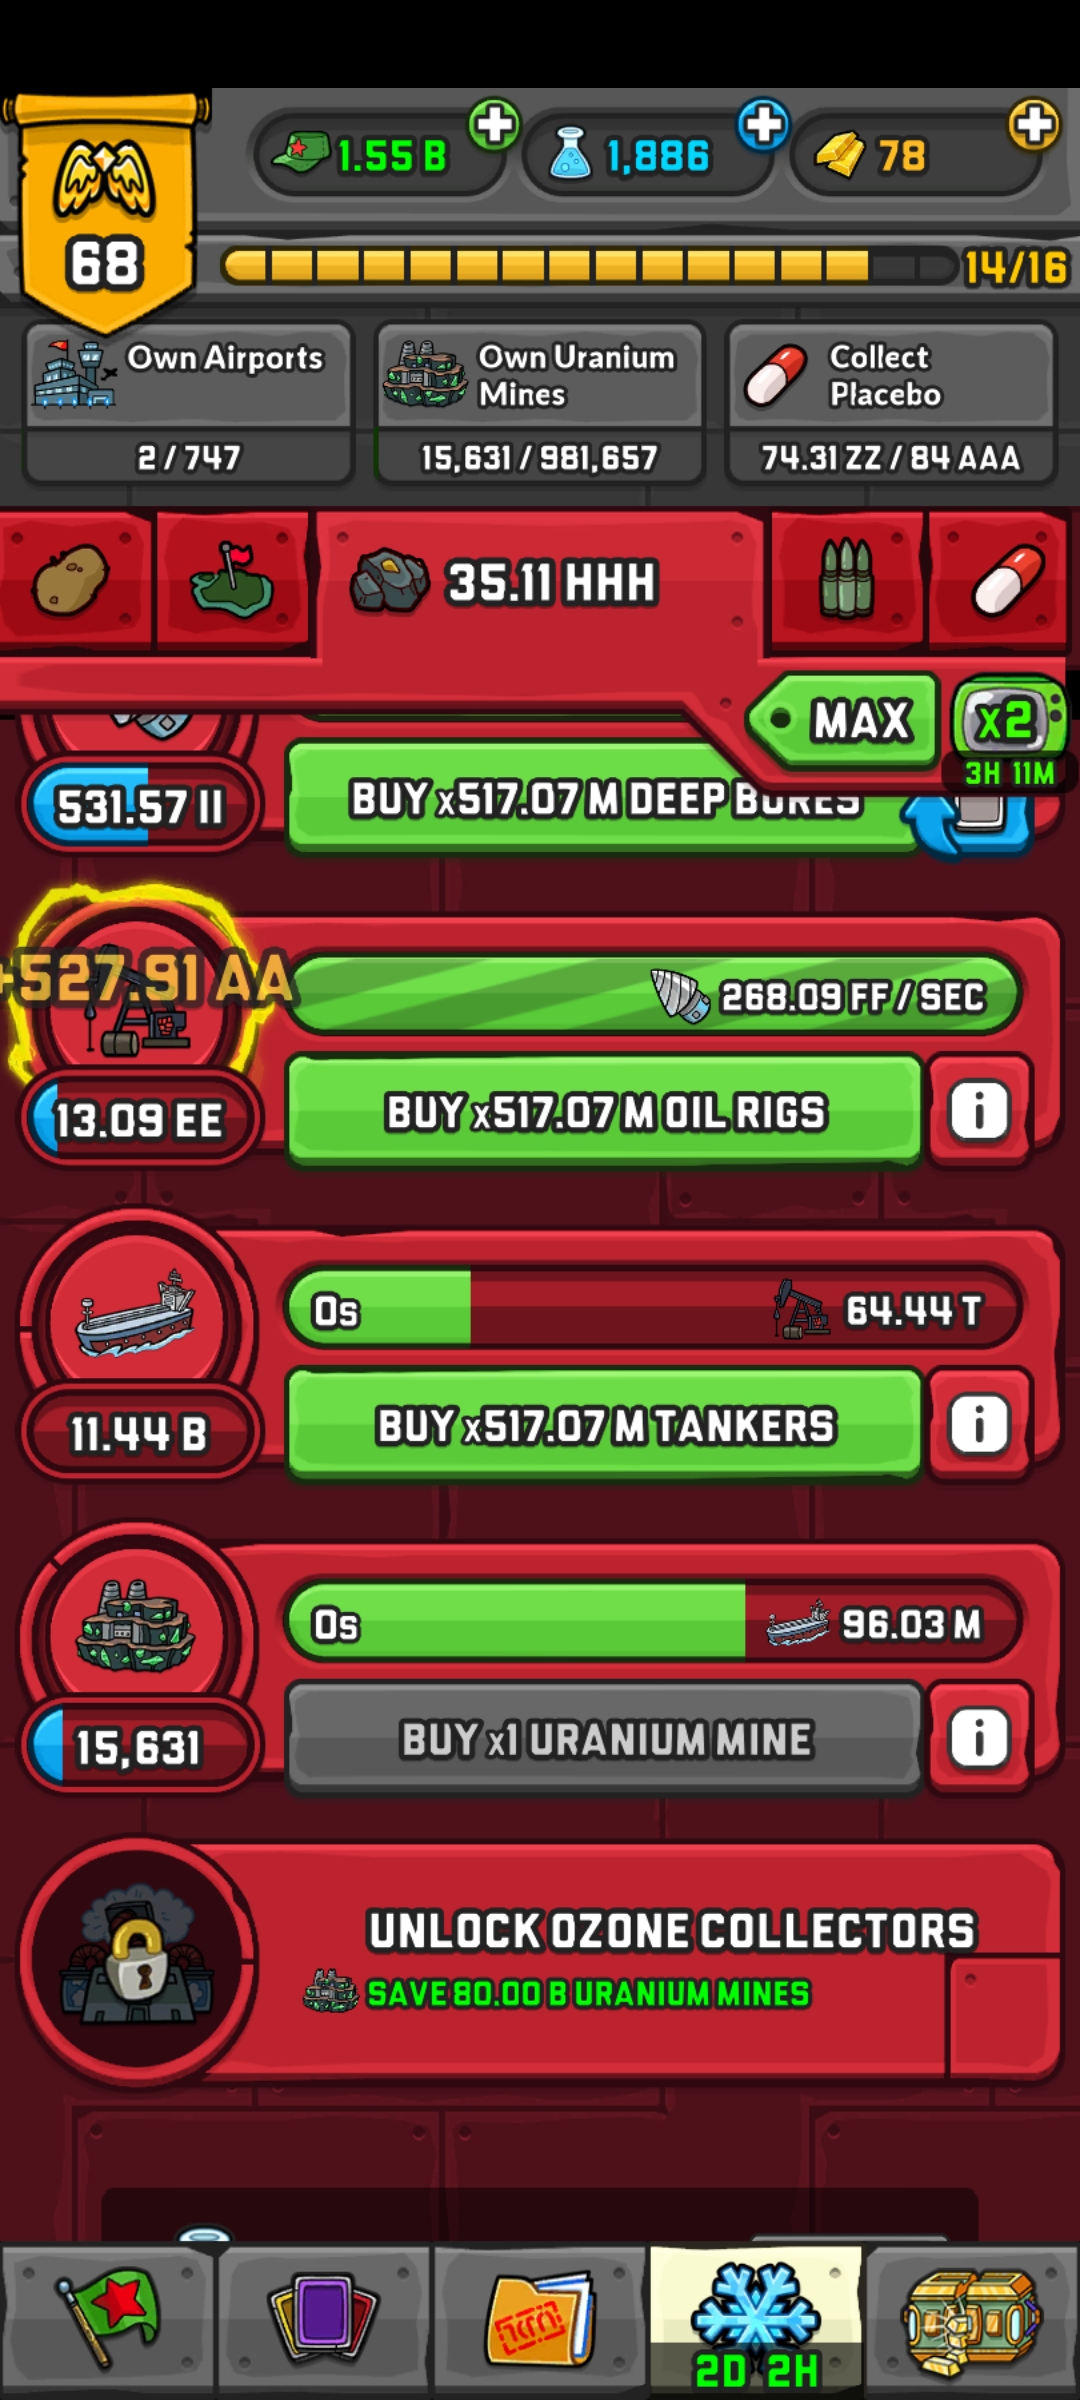 1.55 B
1,886
78
68
14/16
Own Airports
2 / 747
Own Uranium
Mines
15,631 / 981,657
Collect
Placebo
74.31 ZZ / 84 AAA
35.11 HHH
MAX
x2
3H 11M
531.57 II
BUY x517.07 M DEEP BORES
+527.91 AA
268.09 FF / SEC
13.09 EE
BUY x517.07 M OIL RIGS
i
0s
64.44 T
11.44 B
BUY x517.07 M TANKERS
i
0s
96.03 M
15,631
BUY x1 URANIUM MINE
i
UNLOCK OZONE COLLECTORS
SAVE 80.00 B URANIUM MINES
2D 2H